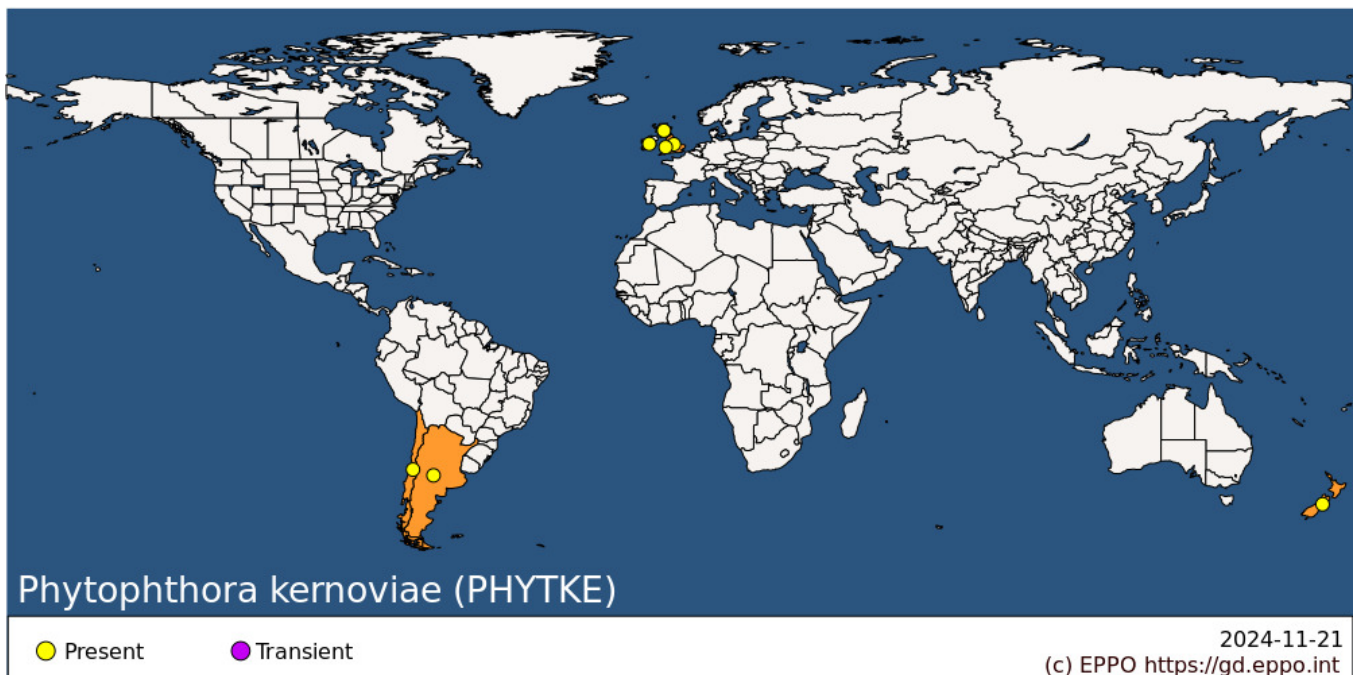 Phytophthora kernoviae (PHYTKE)
Present
Transient
2024-11-21
(c) EPPO https://gd.eppo.int